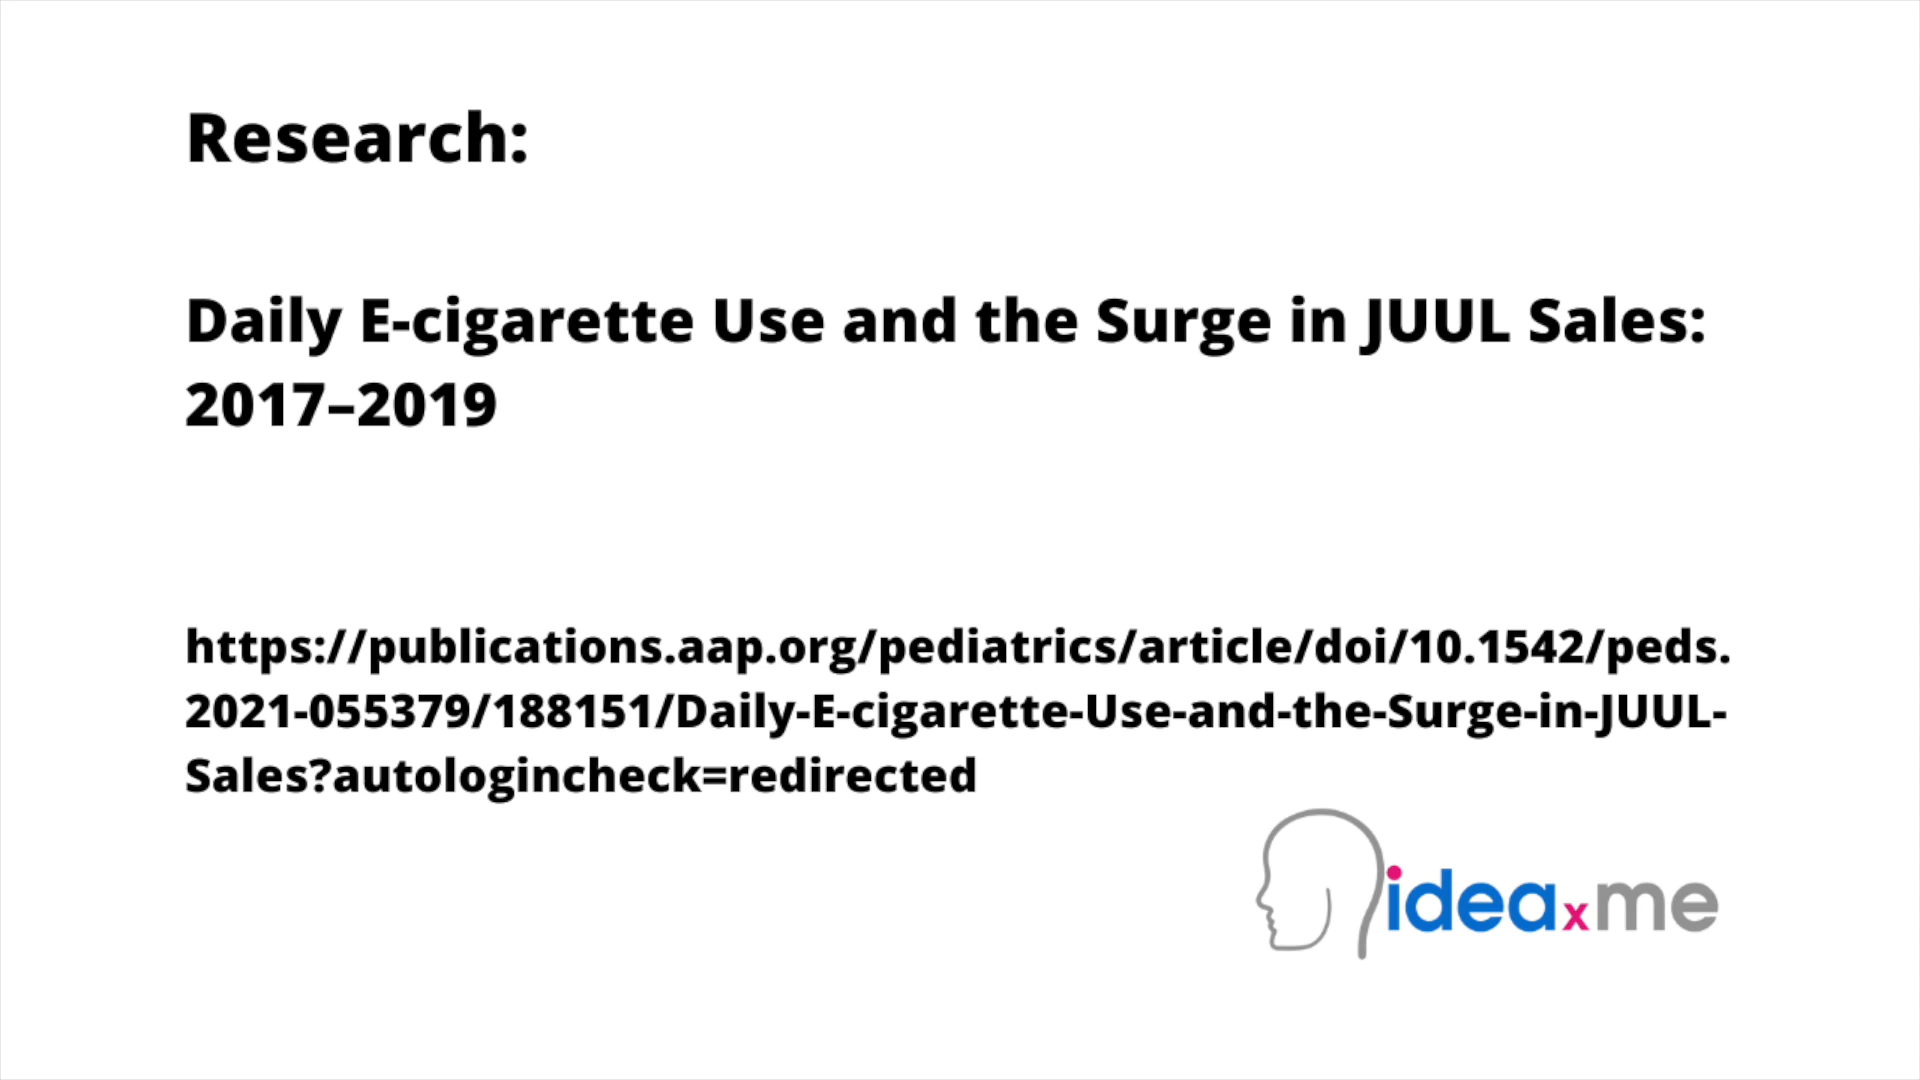 Research:
Daily E-cigarette Use and the Surge in JUUL Sales:
2017–2019
https://publications.aap.org/pediatrics/article/doi/10.1542/peds.
2021-055379/188151/Daily-E-cigarette-Use-and-the-Surge-in-JUUL-
Sales?autologincheck=redirected
ideaxme